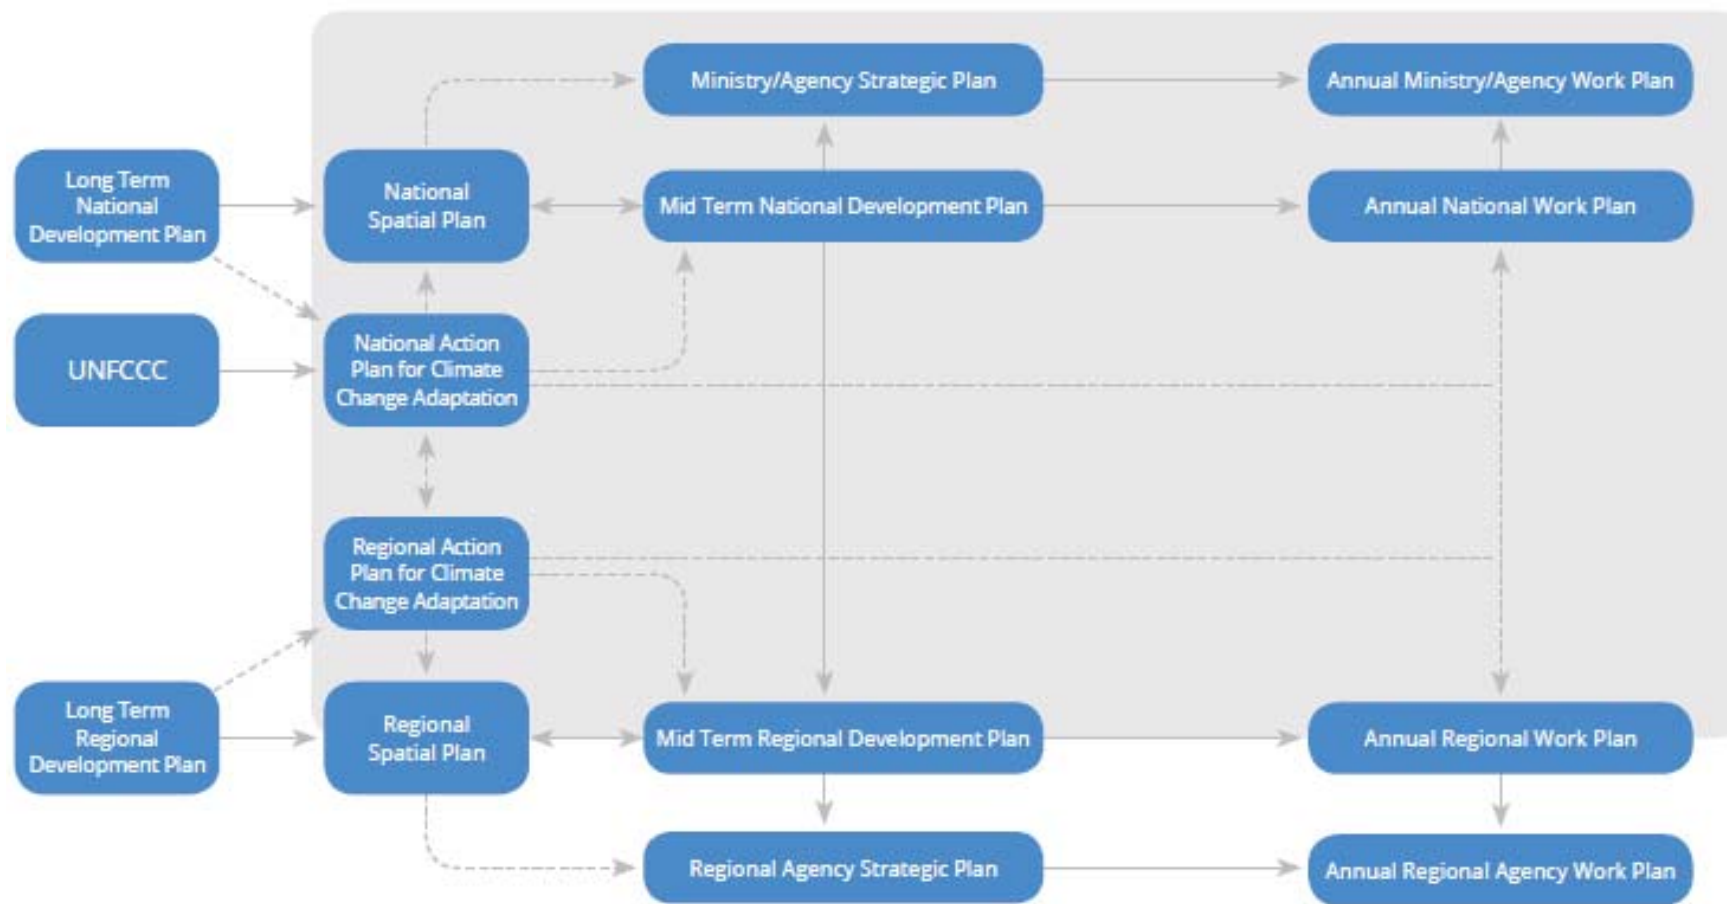 Ministry/Agency Strategic Plan
Annual Ministry/Agency Work Plan
Long Term
National
Development Plan
National
Spatial Plan
Mid Term National Development Plan
Annual National Work Plan
UNFCCC
National Action
Plan for Climate
Change Adaptation
Regional Action
Plan for Climate
Change Adaptation
Long Term
Regional
Development Plan
Regional
Spatial Plan
Mid Term Regional Development Plan
Annual Regional Work Plan
Regional Agency Strategic Plan
Annual Regional Agency Work Plan